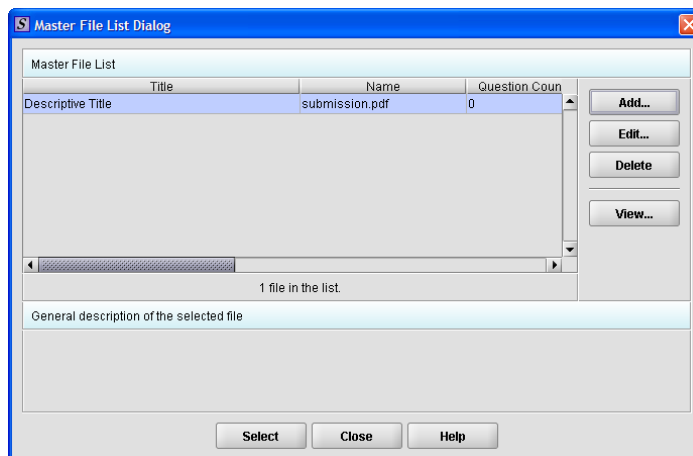 S Master File List Dialog
Master File List
Title Name Question Coun
Descriptive Title submission.pdf 0
Add...
Edit...
Delete
View...
1 file in the list.
General description of the selected file
Select Close Help